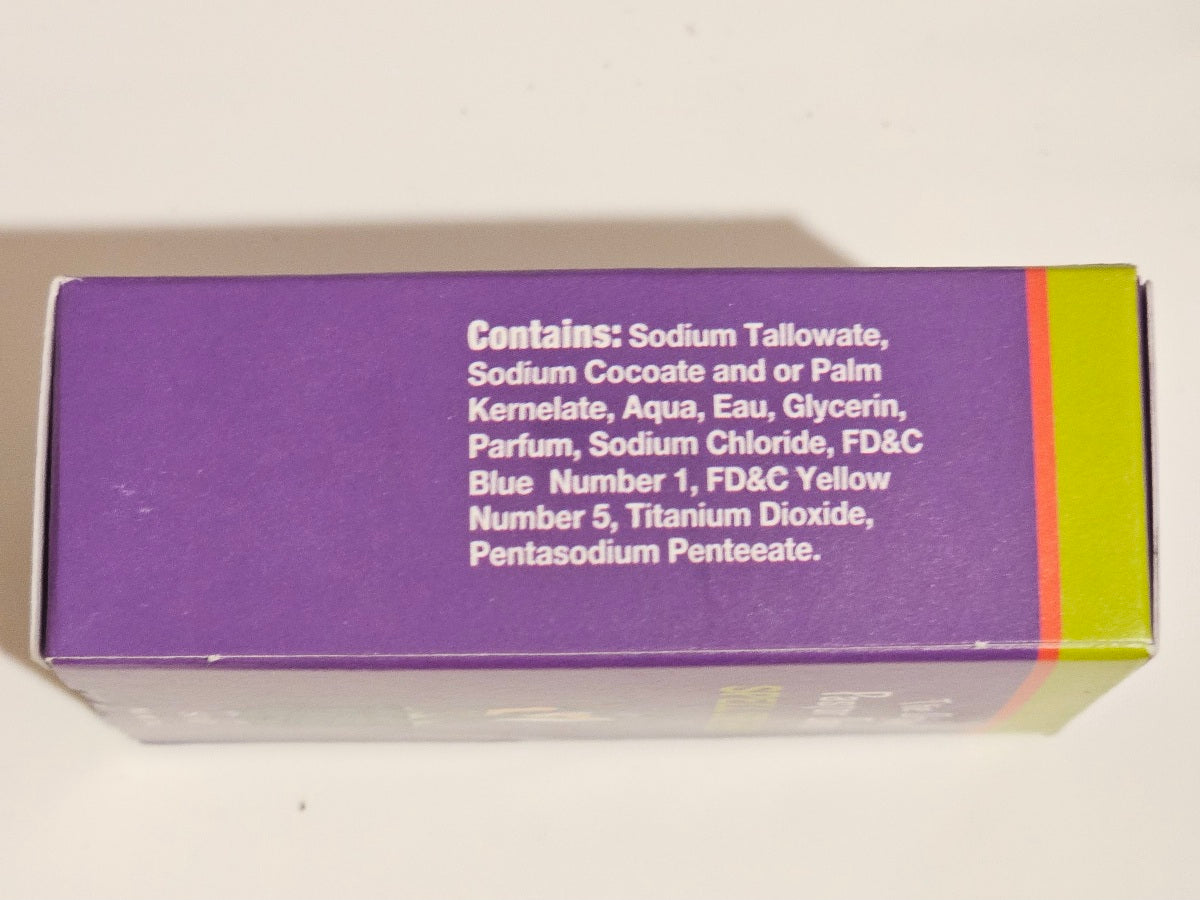 Contains: Sodium Tallowate,
Sodium Cocoate and or Palm
Kernelate, Aqua, Eau, Glycerin,
Parfum, Sodium Chloride, FD&C
Blue Number 1, FD&C Yellow
Number 5, Titanium Dioxide,
Pentasodium Penteeate.